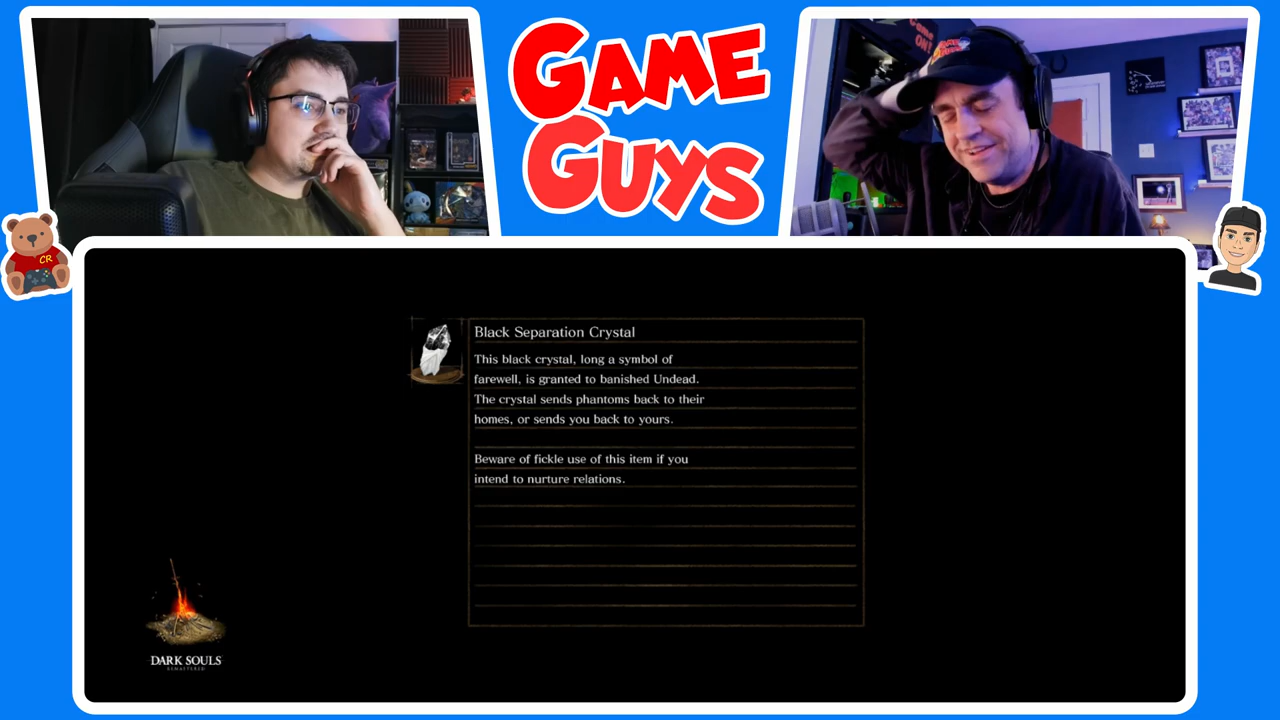 GAME
GUYS
Game
ON!
CR
Black Separation Crystal
This black crystal, long a symbol of
farewell, is granted to banished Undead.
The crystal sends phantoms back to their
homes, or sends you back to yours.
Beware of fickle use of this item if you
intend to nurture relations.
DARK SOULS
REMASTERED